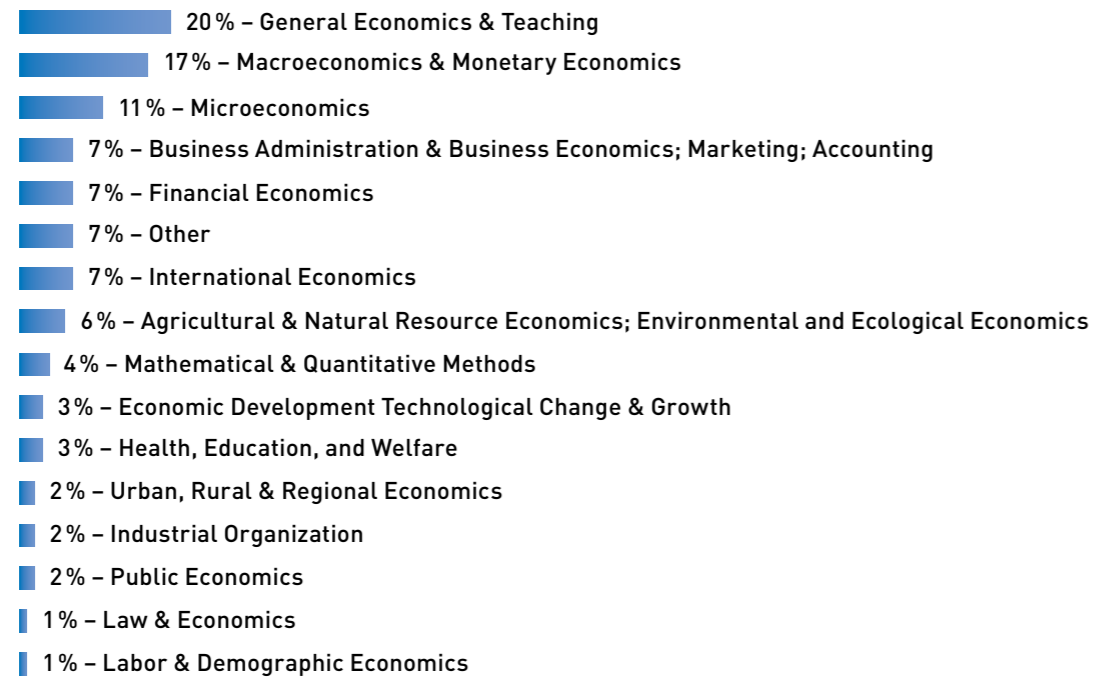 20 % – General Economics & Teaching
17 % – Macroeconomics & Monetary Economics
11 % – Microeconomics
7 % – Business Administration & Business Economics; Marketing; Accounting
7 % – Financial Economics
7 % – Other
7 % – International Economics
6 % – Agricultural & Natural Resource Economics; Environmental and Ecological Economics
4 % – Mathematical & Quantitative Methods
3 % – Economic Development Technological Change & Growth
3 % – Health, Education, and Welfare
2 % – Urban, Rural & Regional Economics
2 % – Industrial Organization
2 % – Public Economics
1 % – Law & Economics
1 % – Labor & Demographic Economics